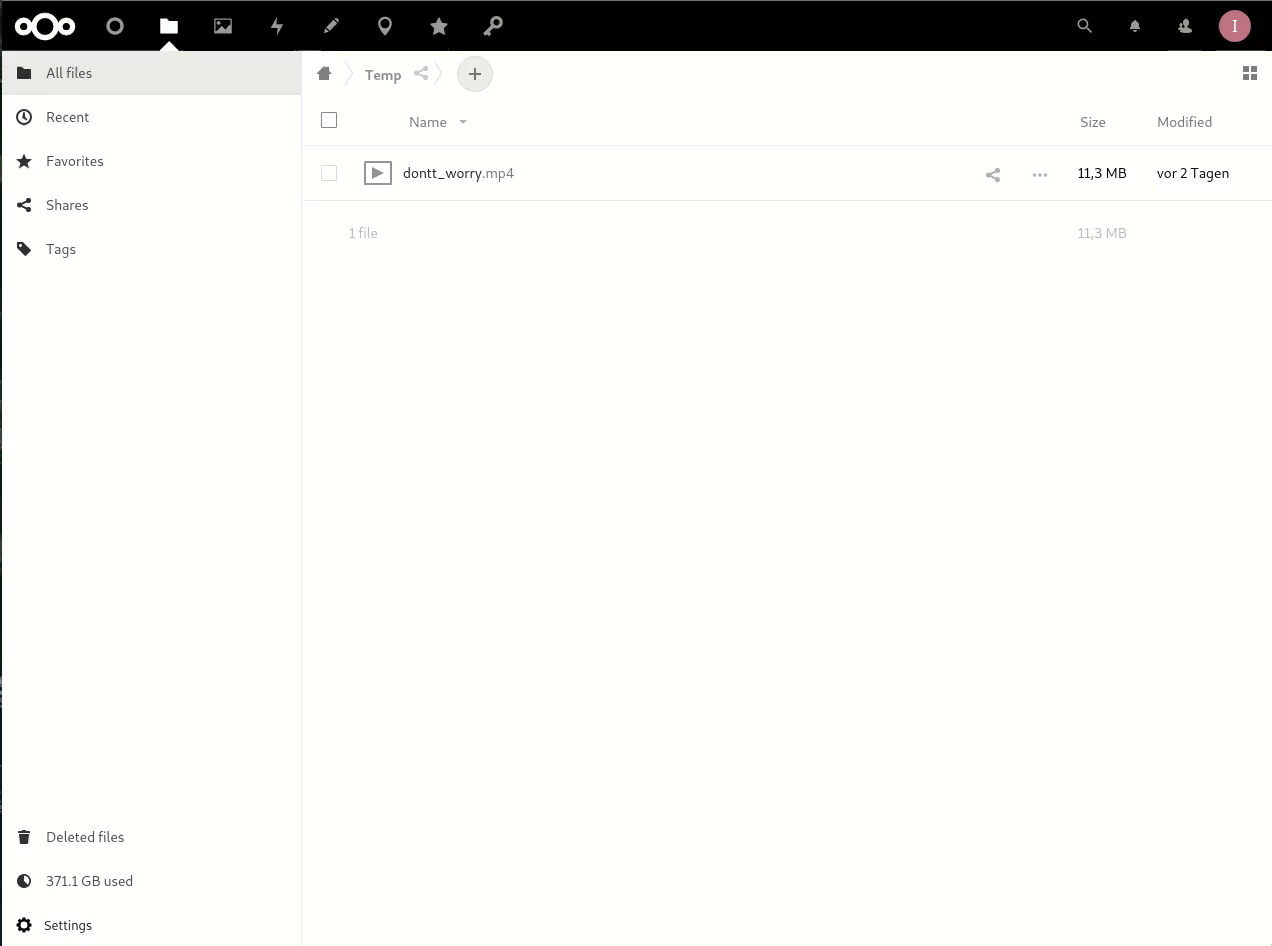 I
All files
Recent
Favorites
Shares
Tags
Deleted files
371.1 GB used
Settings
Temp
Name Size Modified
dontt_worry.mp4 11,3 MB vor 2 Tagen
1 file 11,3 MB